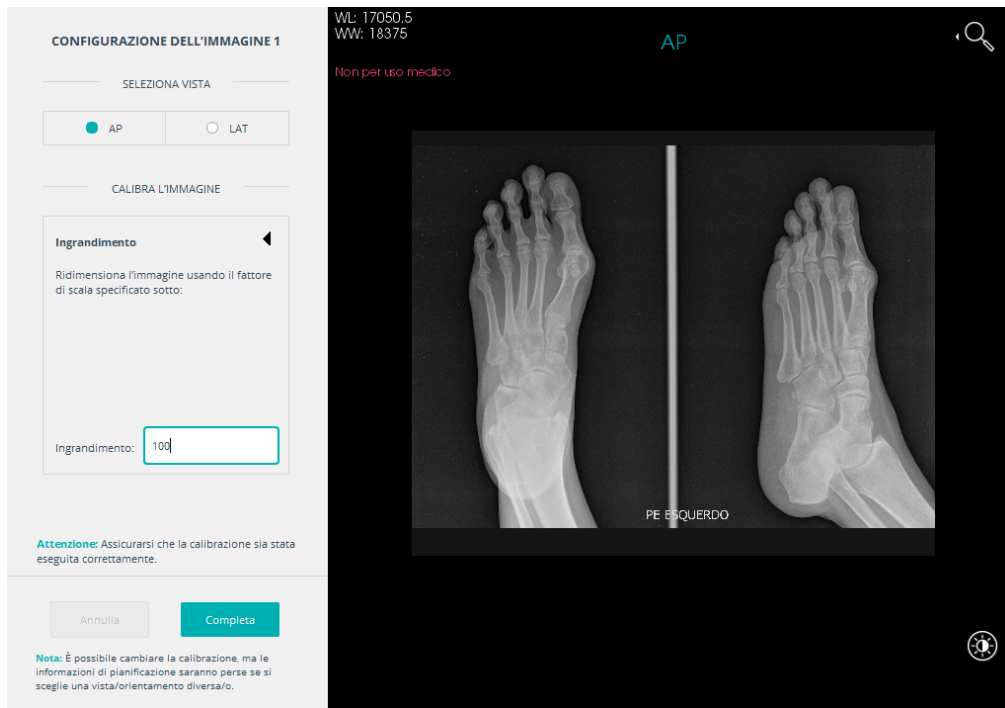 CONFIGURAZIONE DELL'IMMAGINE 1
SELEZIONA VISTA
AP
LAT
CALIBRA L'IMMAGINE
Ingrandimento
Ridimensiona l'immagine usando il fattore
di scala specificato sotto:
Ingrandimento:
100
Attenzione: Assicurarsi che la calibrazione sia stata
eseguita correttamente.
Annulla
Completa
Nota: È possibile cambiare la calibrazione, ma le
informazioni di pianificazione saranno perse se si
sceglie una vista/orientamento diversa/o.
WL: 17050.5
WW: 18375
AP
Non per uso medico
PE ESQUERDO